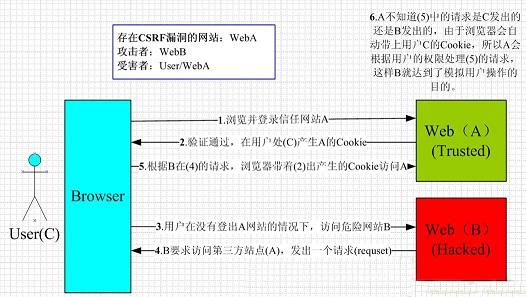 存在CSRF漏洞的网站：WebA
攻击者：WebB
受害者：User/WebA
6.A不知道(5)中的请求是C发出的
还是B发出的，由于浏览器会自
动带上用户C的Cookie，所以A会
根据用户的权限处理(5)的请求，
这样B就达到了模拟用户操作的
目的。
1.浏览并登录信任网站A
2.验证通过，在用户处(C)产生A的Cookie
5.根据B在(4)的请求，浏览器带着(2)出产生的Cookie访问A
Web（A）
(Trusted)
Browser
User(C)
3.用户在没有登出A网站的情况下，访问危险网站B
4.B要求访问第三方站点(A)，发出一个请求(requset)
Web（B）
(Hacked)